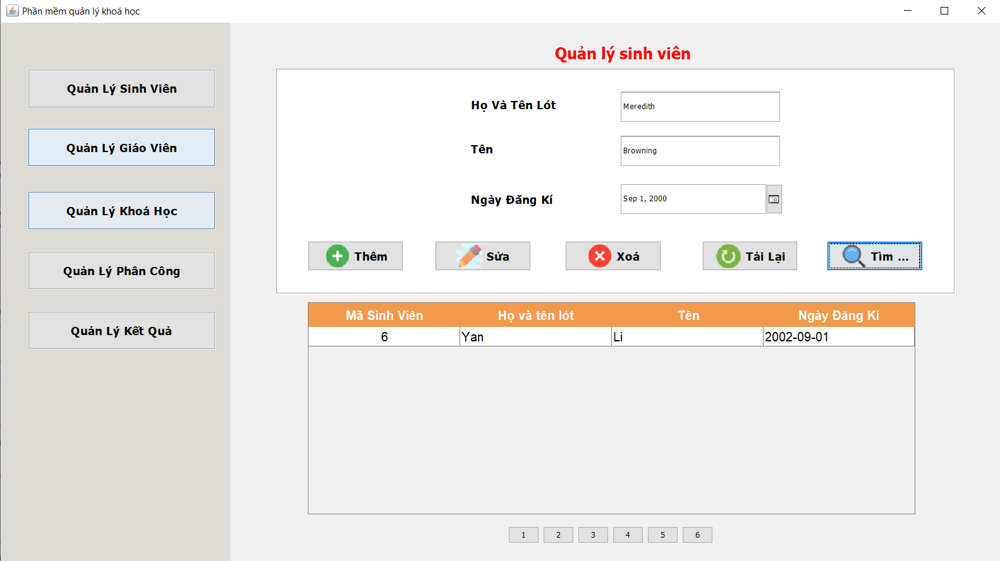 Phần mềm quản lý khoá học
Quản Lý Sinh Viên
Quản Lý Giáo Viên
Quản Lý Khoá Học
Quản Lý Phân Công
Quản Lý Kết Quả
Quản lý sinh viên
Họ Và Tên Lót Meredith
Tên Browning
Ngày Đăng Kí Sep 1, 2000
Thêm Sửa Xoá Tải Lại Tìm ...
Mã Sinh Viên Họ và tên lót Tên Ngày Đăng Kí
6 Yan Li 2002-09-01
1 2 3 4 5 6